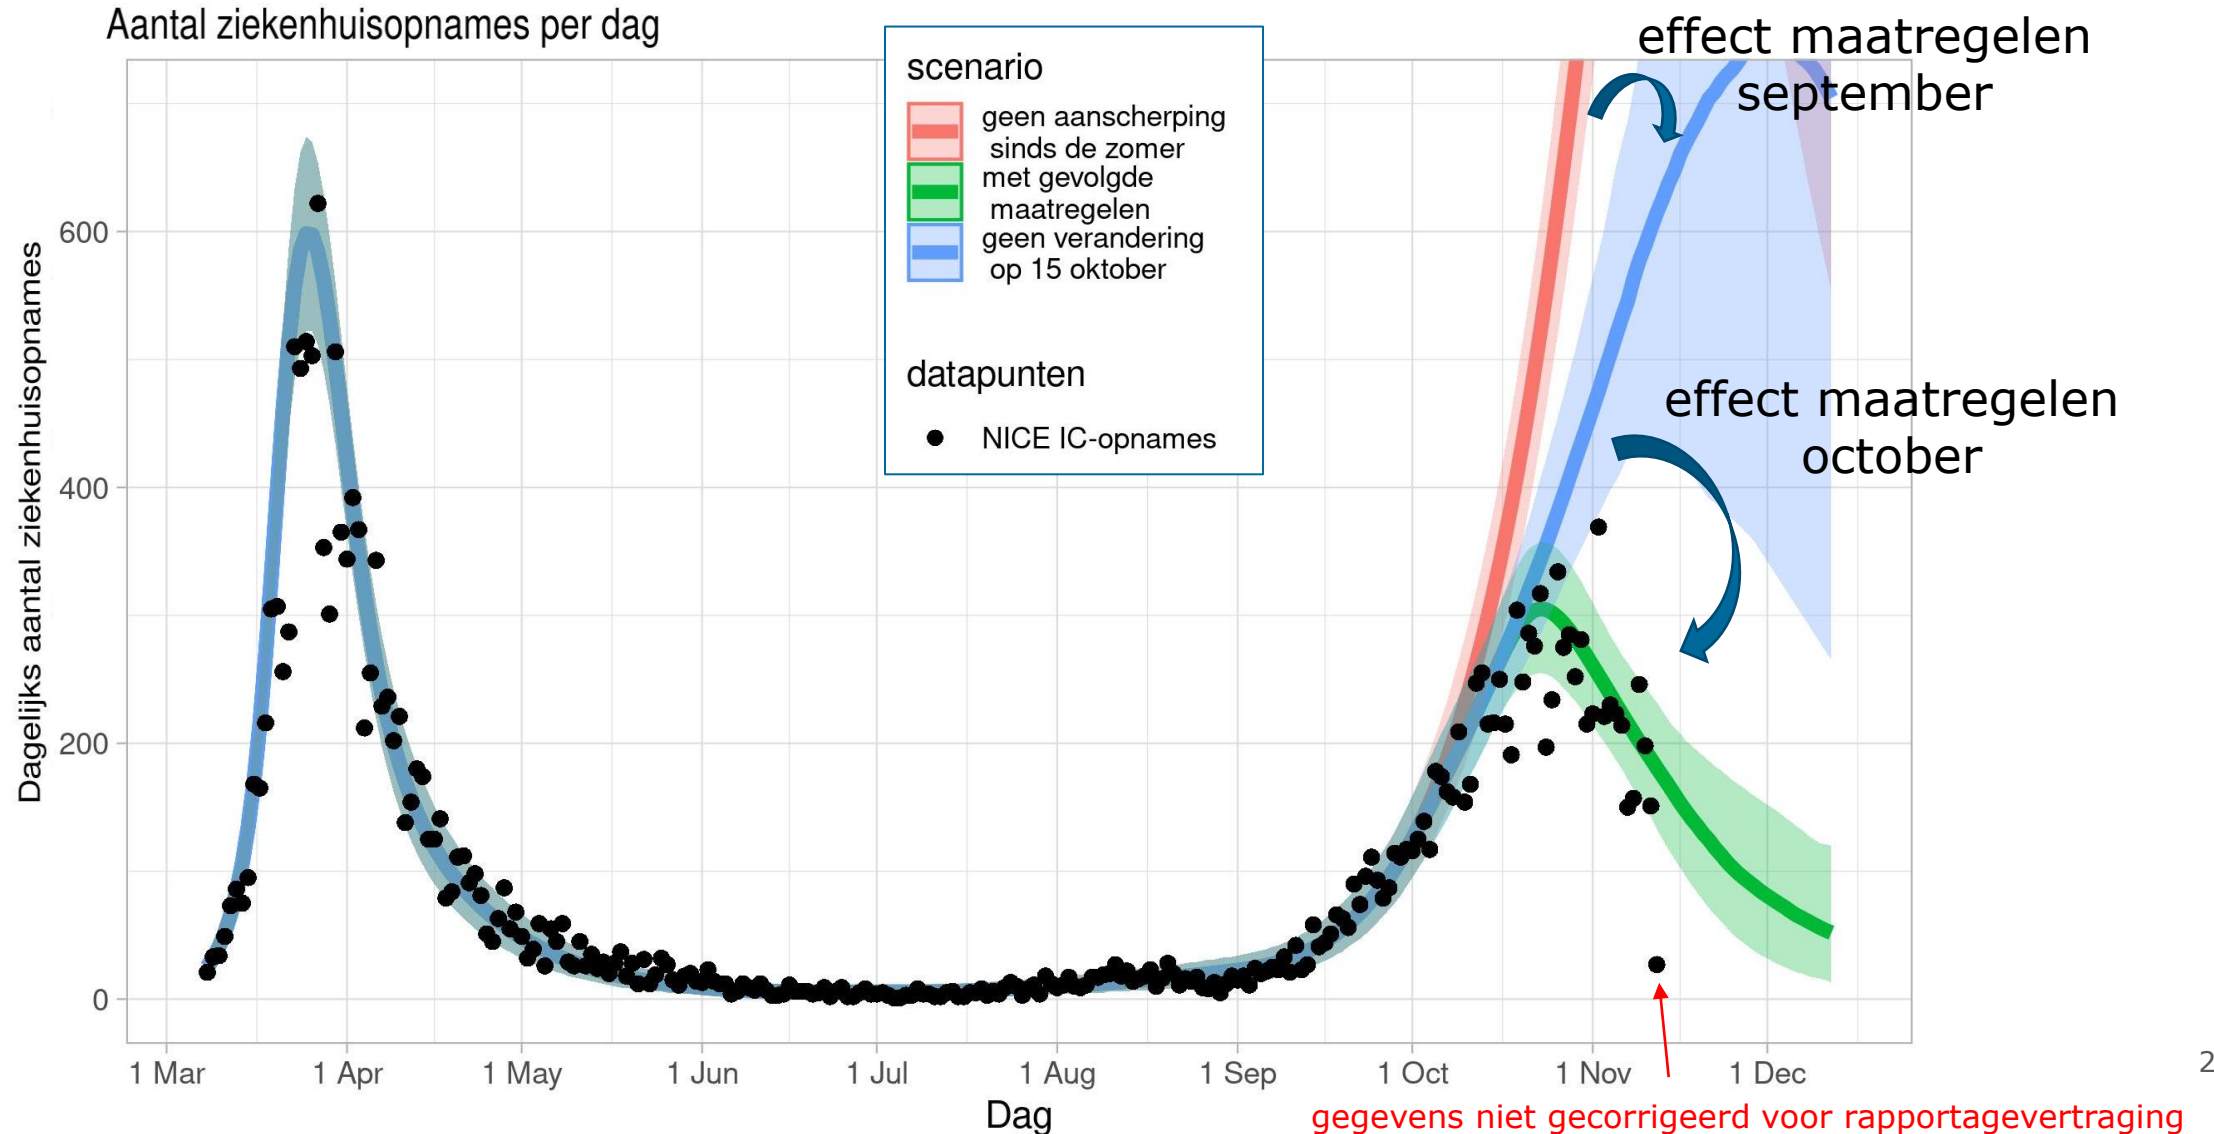 Aantal ziekenhuisopnames per dag
effect maatregelen
september
scenario
geen aanscherping
sinds de zomer
met gevolgde
maatregelen
geen verandering
op 15 oktober
datapunten
NICE IC-opnames
effect maatregelen
october
Dagelijks aantal ziekenhuisopnames
600
400
200
0
1 Mar
1 Apr
1 May
1 Jun
1 Jul
1 Aug
1 Sep
1 Oct
1 Nov
1 Dec
2
Dag
gegevens niet gecorrigeerd voor rapportagevertraging